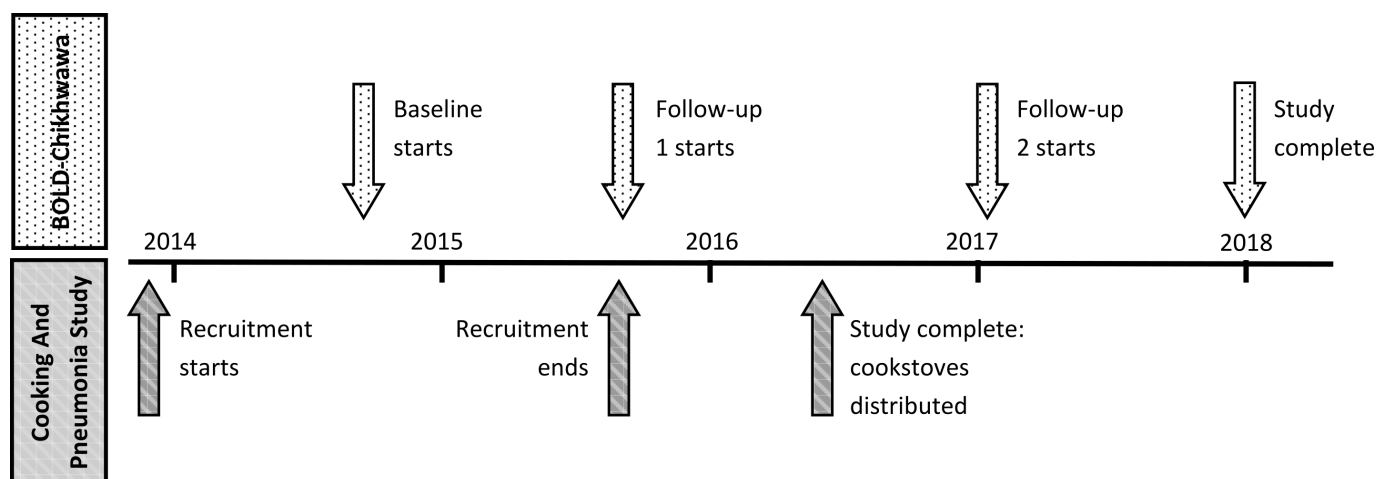 BOLD-Chikhwawa
Baseline
starts
Follow-up
1 starts
Follow-up
2 starts
Study
complete
2014
2015
2016
2017
2018
Cooking And
Pneumonia Study
Recruitment
starts
Recruitment
ends
Study complete:
cookstoves
distributed